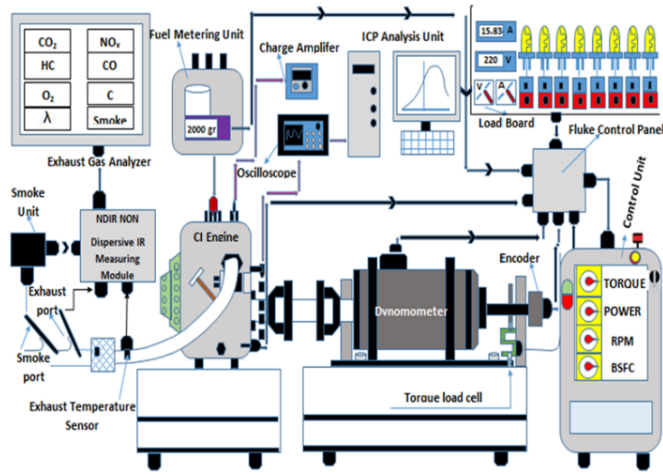 CO₂
NOₓ
HC
CO
O₂
C
λ
Smoke
Exhaust Gas Analyzer
Fuel Metering Unit
2000 gr
Charge Amplifer
ICP Analysis Unit
Oscilloscope
15.83 A
220 V
V
A
Load Board
Fluke Control Panel
Control Unit
Smoke
Unit
NDIR NON
Dispersive IR
Measuring
Module
CI Engine
Exhaust
port
Smoke
port
Exhaust Temperature
Sensor
Dynomometer
Encoder
Torque load cell
TORQUE
POWER
RPM
BSFC